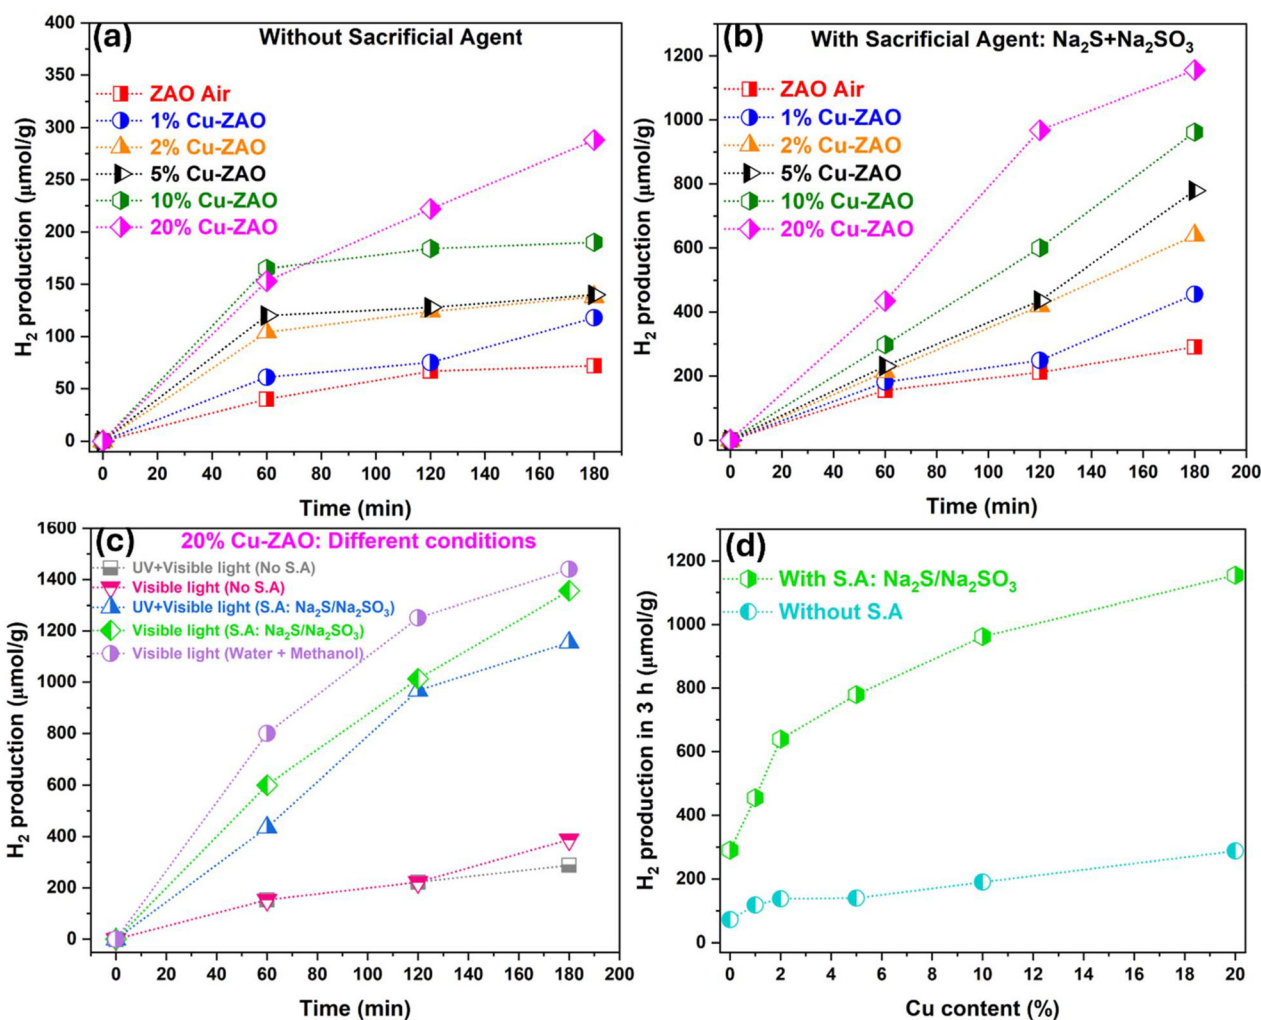 (a)
Without Sacrificial Agent
ZAO Air
1% Cu-ZAO
2% Cu-ZAO
5% Cu-ZAO
10% Cu-ZAO
20% Cu-ZAO
400
350
300
250
200
150
100
50
0
H₂ production (μmol/g)
0 20 40 60 80 100 120 140 160 180
Time (min)
(b)
With Sacrificial Agent: Na₂S+Na₂SO₃
ZAO Air
1% Cu-ZAO
2% Cu-ZAO
5% Cu-ZAO
10% Cu-ZAO
20% Cu-ZAO
1200
1000
800
600
400
200
0
H₂ production (μmol/g)
0 20 40 60 80 100 120 140 160 180 200
Time (min)
(c)
20% Cu-ZAO: Different conditions
UV+Visible light (No S.A)
Visible light (No S.A)
UV+Visible light (S.A: Na₂S/Na₂SO₃)
Visible light (S.A: Na₂S/Na₂SO₃)
Visible light (Water + Methanol)
1600
1400
1200
1000
800
600
400
200
0
H₂ production (μmol/g)
0 20 40 60 80 100 120 140 160 180 200
Time (min)
(d)
With S.A: Na₂S/Na₂SO₃
Without S.A
1200
1000
800
600
400
200
0
H₂ production in 3 h (μmol/g)
0 2 4 6 8 10 12 14 16 18 20
Cu content (%)